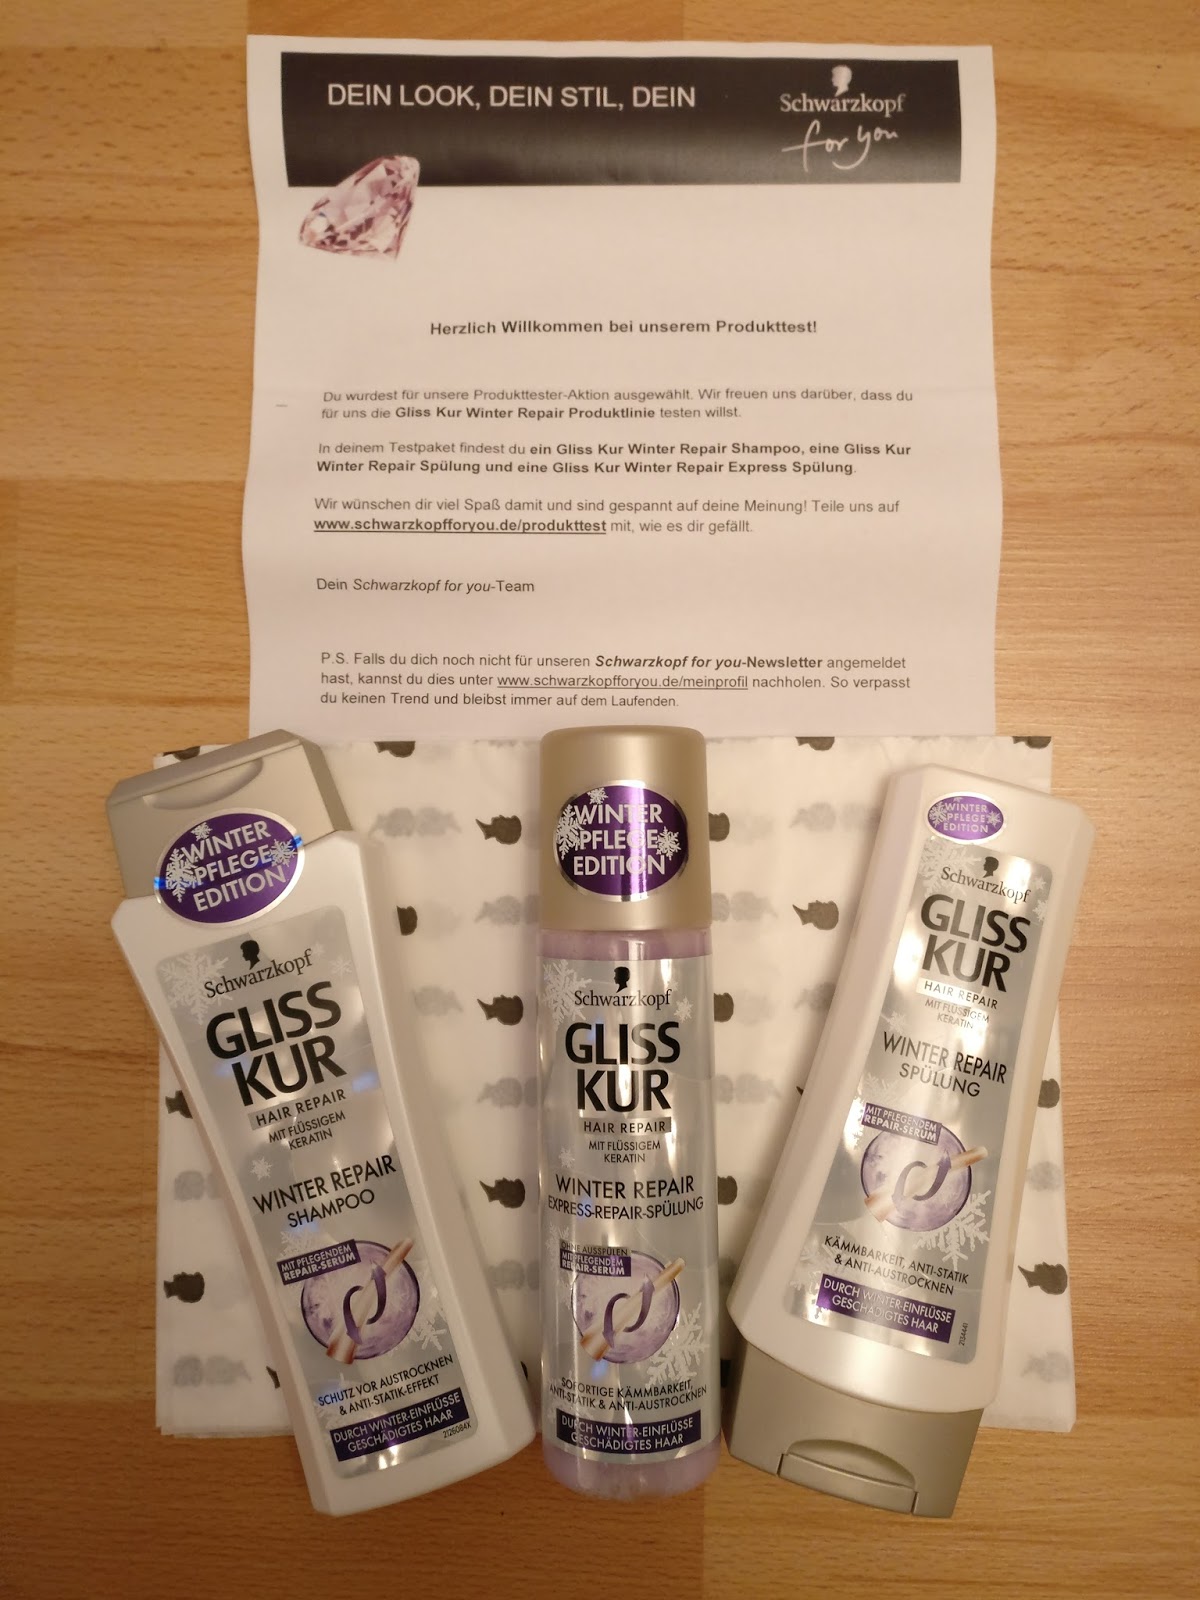 DEIN LOOK, DEIN STIL, DEIN
Schwarzkopf
for you
Herzlich Willkommen bei unserem Produkttest!
Du wurdest für unsere Produkttester-Aktion ausgewählt. Wir freuen uns darüber, dass du
für uns die Gliss Kur Winter Repair Produktlinie testen willst.
In deinem Testpaket findest du ein Gliss Kur Winter Repair Shampoo, eine Gliss Kur
Winter Repair Spülung und eine Gliss Kur Winter Repair Express Spülung.
Wir wünschen dir viel Spaß damit und sind gespannt auf deine Meinung! Teile uns auf
www.schwarzkopfforyou.de/produkttest mit, wie es dir gefällt.
Dein Schwarzkopf for you-Team
P.S. Falls du dich noch nicht für unseren Schwarzkopf for you-Newsletter angemeldet
hast, kannst du dies unter www.schwarzkopfforyou.de/meinprofil nachholen. So verpasst
du keinen Trend und bleibst immer auf dem Laufenden.
WINTER
PFLEGE
EDITION
Schwarzkopf
GLISS
KUR
HAIR REPAIR
MIT FLÜSSIGEM
KERATIN
WINTER REPAIR
SHAMPOO
MIT PFLEGENDEM
REPAIR-SERUM
SCHUTZ VOR AUSTROCKNEN
& ANTI-STATIK-EFFEKT
DURCH WINTER-EINFLÜSSE
GESCHÄDIGTES HAAR
2126084X
WINTER
PFLEGE
EDITION
Schwarzkopf
GLISS
KUR
HAIR REPAIR
MIT FLÜSSIGEM
KERATIN
WINTER REPAIR
EXPRESS-REPAIR-SPÜLUNG
OHNE AUSSPÜLEN
MIT PFLEGENDEM
REPAIR-SERUM
SOFORTIGE KÄMMBARKEIT,
ANTI-STATIK & ANTI-AUSTROCKNEN
DURCH WINTER-EINFLÜSSE
GESCHÄDIGTES HAAR
WINTER
PFLEGE
EDITION
Schwarzkopf
GLISS
KUR
HAIR REPAIR
MIT FLÜSSIGEM
KERATIN
WINTER REPAIR
SPÜLUNG
MIT PFLEGENDEM
REPAIR-SERUM
KÄMMBARKEIT, ANTI-STATIK
& ANTI-AUSTROCKNEN
DURCH WINTER-EINFLÜSSE
GESCHÄDIGTES HAAR